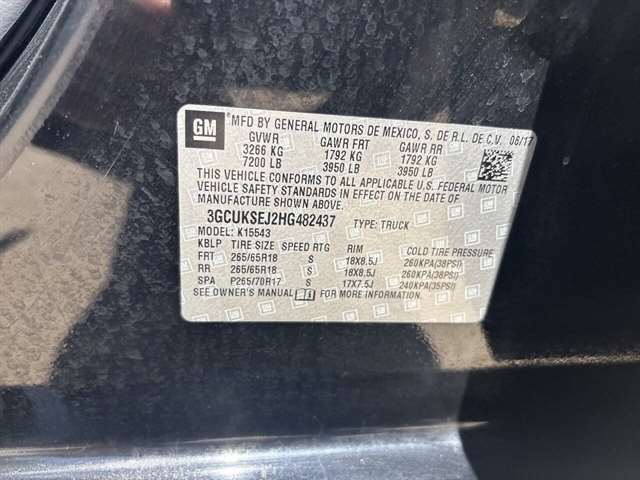 GM MFD BY GENERAL MOTORS DE MEXICO, S. DE R.L. DE C.V. 06/17
GVWR GAWR FRT GAWR RR
3266 KG 1792 KG 1792 KG
7200 LB 3950 LB 3950 LB
THIS VEHICLE CONFORMS TO ALL APPLICABLE U.S. FEDERAL MOTOR
VEHICLE SAFETY STANDARDS IN EFFECT ON THE DATE OF
MANUFACTURE SHOWN ABOVE.
3GCUKSEJ2HG482437 TYPE: TRUCK
MODEL: K15543
KBLP TIRE SIZE SPEED RTG RIM COLD TIRE PRESSURE
FRT 265/65R18 S 18X8.5J 260KPA(38PSI)
RR 265/65R18 S 18X8.5J 260KPA(38PSI)
SPA P265/70R17 S 17X7.5J 240KPA(35PSI)
SEE OWNER'S MANUAL FOR MORE INFORMATION.